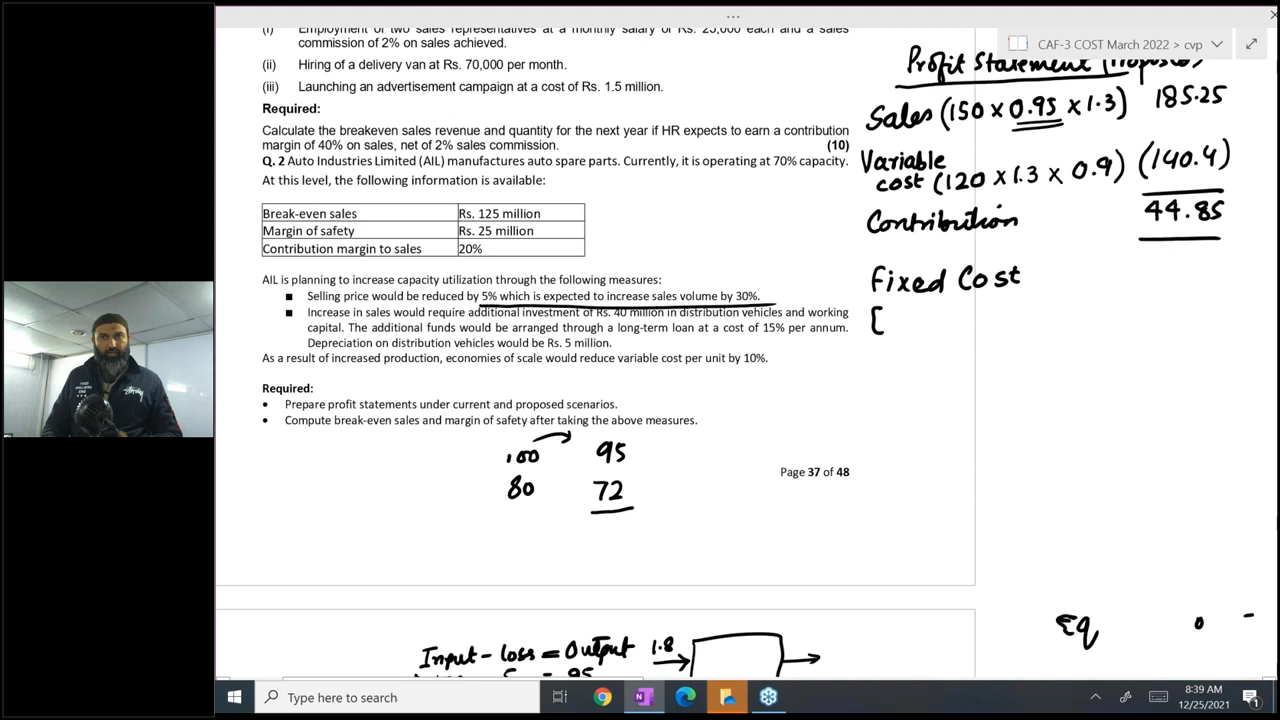 (i) Employment of two sales representatives at a monthly salary of Rs. 25,000 each and a sales
commission of 2% on sales achieved.
(ii) Hiring of a delivery van at Rs. 70,000 per month.
(iii) Launching an advertisement campaign at a cost of Rs. 1.5 million.
Required:
Calculate the breakeven sales revenue and quantity for the next year if HR expects to earn a contribution
margin of 40% on sales, net of 2% sales commission. (10)
Q. 2 Auto Industries Limited (AIL) manufactures auto spare parts. Currently, it is operating at 70% capacity.
At this level, the following information is available:
Break-even sales Rs. 125 million
Margin of safety Rs. 25 million
Contribution margin to sales 20%
AIL is planning to increase capacity utilization through the following measures:
■ Selling price would be reduced by 5% which is expected to increase sales volume by 30%.
■ Increase in sales would require additional investment of Rs. 40 million in distribution vehicles and working
capital. The additional funds would be arranged through a long-term loan at a cost of 15% per annum.
Depreciation on distribution vehicles would be Rs. 5 million.
As a result of increased production, economies of scale would reduce variable cost per unit by 10%.
Required:
• Prepare profit statements under current and proposed scenarios.
• Compute break-even sales and margin of safety after taking the above measures.
100 95
80 72
Page 37 of 48
CAF-3 COST March 2022 > cvp
Profit Statement (Proposed)
Sales (150 × 0.95 × 1.3) 185.25
Variable
cost (120 × 1.3 × 0.9) (140.4)
Contribution 44.85
Fixed Cost
[
Input - loss = Output 1.8
Eq 0 -
Type here to search
8:39 AM
12/25/2021